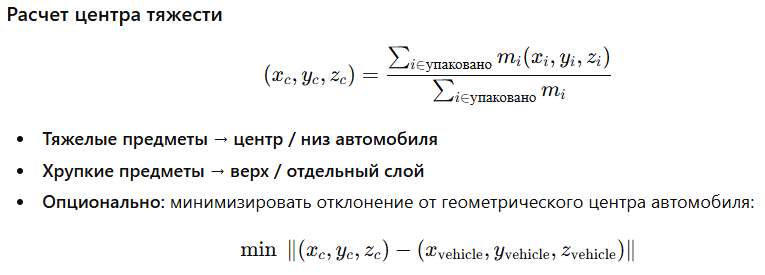 Расчет центра тяжести
(x_c, y_c, z_c) = \frac{\sum_{i \in \text{упаковано}} m_i (x_i, y_i, z_i)}{\sum_{i \in \text{упаковано}} m_i}
• Тяжелые предметы → центр / низ автомобиля
• Хрупкие предметы → верх / отдельный слой
• Опционально: минимизировать отклонение от геометрического центра автомобиля:
\min \|(x_c, y_c, z_c) - (x_{\text{vehicle}}, y_{\text{vehicle}}, z_{\text{vehicle}})\|